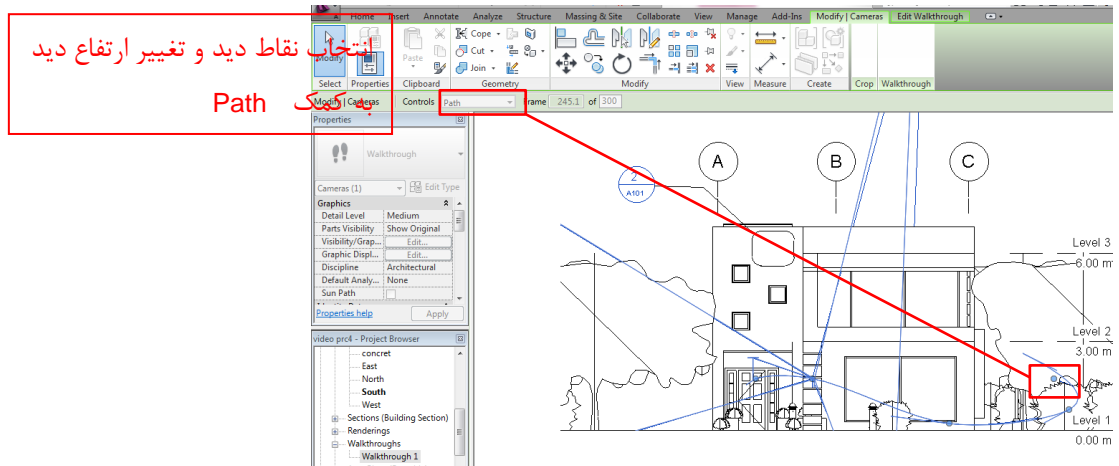 انتخاب نقاط دید و تغییر ارتفاع دید
به کمک Path
Home Insert Annotate Analyze Structure Massing & Site Collaborate View Manage Add-Ins Modify | Cameras Edit Walkthrough
Modify
Paste
Cope
Cut
Join
Select Properties Clipboard Geometry Modify View Measure Create Crop Walkthrough
Modify | Cameras Controls Path Frame 245.1 of 300
Properties
Walkthrough
Cameras (1) Edit Type
Graphics
Detail Level Medium
Parts Visibility Show Original
Visibility/Grap... Edit...
Graphic Displ... Edit...
Discipline Architectural
Default Analy... None
Sun Path
Properties help Apply
video prc4 - Project Browser
concret
East
North
South
West
Sections (Building Section)
Renderings
Walkthroughs
Walkthrough 1
A B C
2
A101
Level 3
6.00 m
Level 2
3.00 m
Level 1
0.00 m